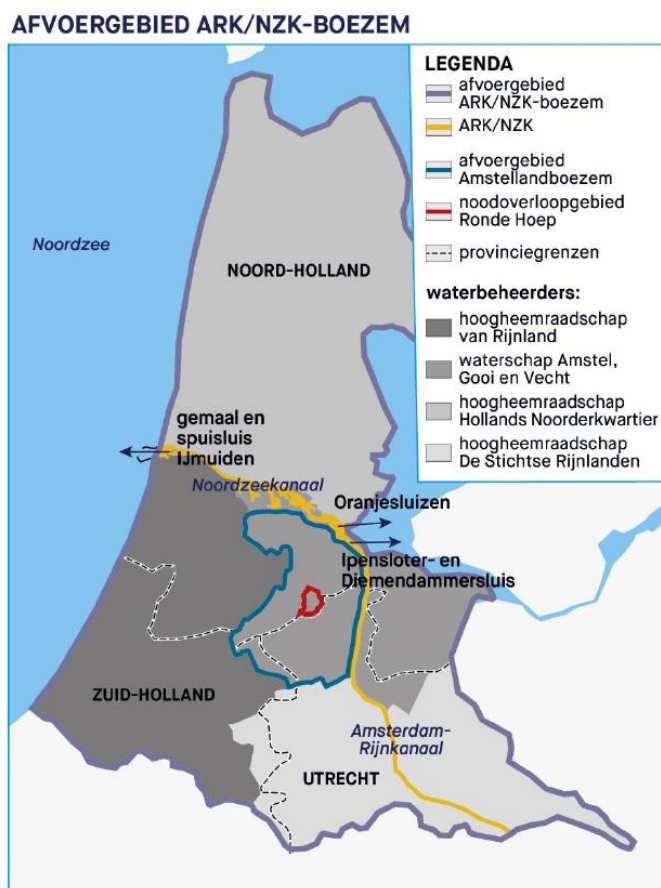 AFVOERGEBIED ARK/NZK-BOEZEM
LEGENDA
afvoergebied
ARK/NZK-boezem
ARK/NZK
afvoergebied
Amstellandboezem
noodoverloopgebied
Ronde Hoep
provinciegrenzen
waterbeheerders:
hoogheemraadschap
van Rijnland
waterschap Amstel,
Gooi en Vecht
hoogheemraadschap
Hollands Noorderkwartier
hoogheemraadschap
De Stichtse Rijnlanden
Noordzee
NOORD-HOLLAND
gemaal en
spuisluis
IJmuiden
Noordzeekanaal
Oranjesluizen
Ipensloter- en
Diemendammersluis
ZUID-HOLLAND
Amsterdam-
Rijnkanaal
UTRECHT